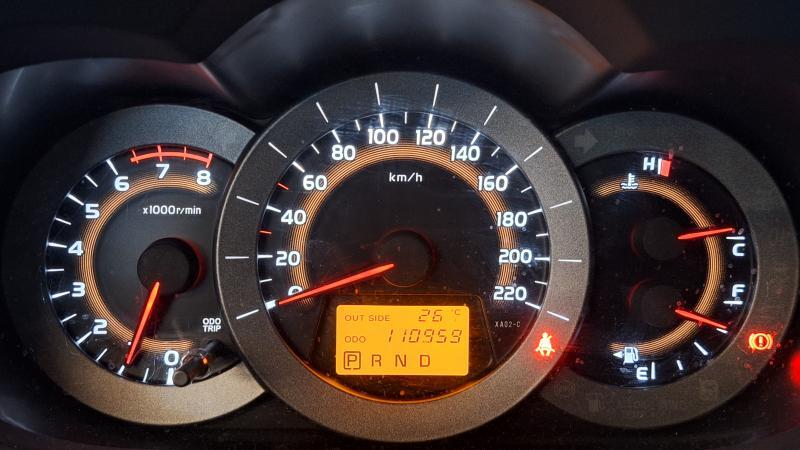 0
2
3
4
5
6
7
8
x1000r/min
ODO
TRIP
0
20
40
60
80
100
120
140
160
180
200
220
km/h
OUT SIDE 26 °C
ODO 110959
P R N D
XA02-C
H
C
F
E